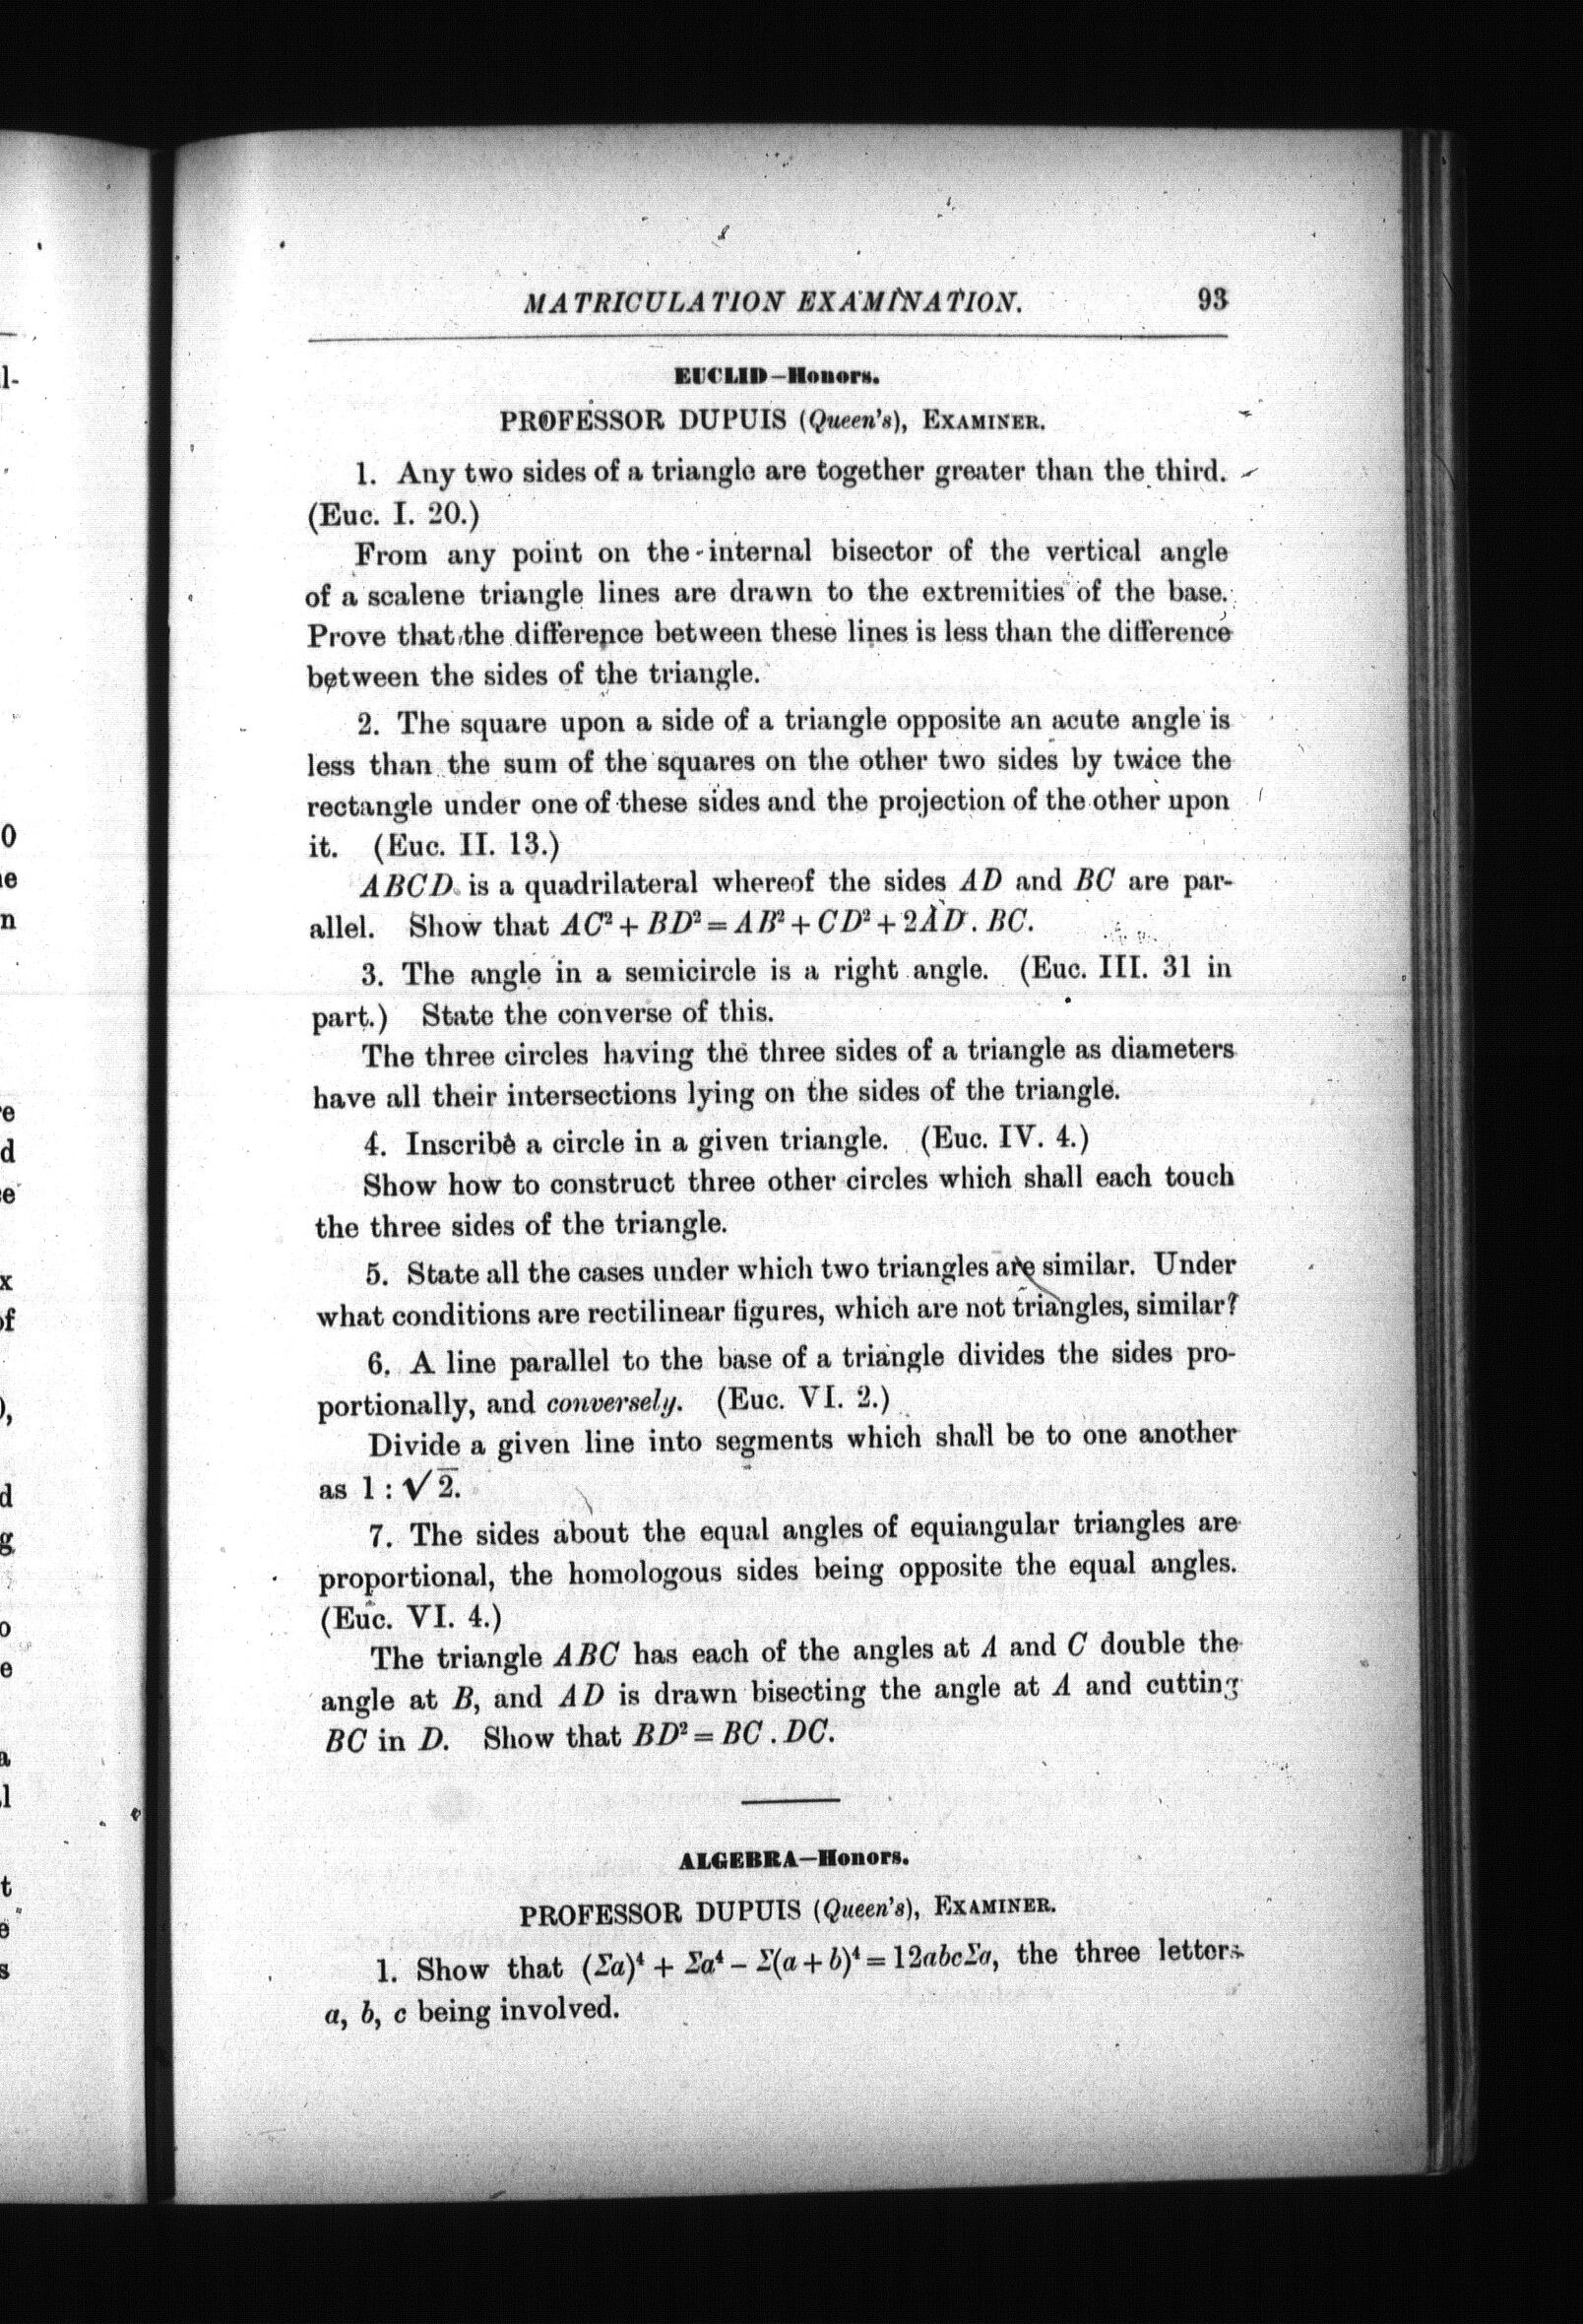 MATRICULATION EXAMINATION. 93
EUCLID—Honors.
PROFESSOR DUPUIS (Queen's), EXAMINER.
1. Any two sides of a triangle are together greater than the third.
(Euc. I. 20.)
From any point on the internal bisector of the vertical angle
of a scalene triangle lines are drawn to the extremities of the base.
Prove that the difference between these lines is less than the difference
between the sides of the triangle.
2. The square upon a side of a triangle opposite an acute angle is
less than the sum of the squares on the other two sides by twice the
rectangle under one of these sides and the projection of the other upon
it. (Euc. II. 13.)
ABCD is a quadrilateral whereof the sides AD and BC are par-
allel. Show that AC² + BD² = AB² + CD² + 2AD . BC.
3. The angle in a semicircle is a right angle. (Euc. III. 31 in
part.) State the converse of this.
The three circles having the three sides of a triangle as diameters
have all their intersections lying on the sides of the triangle.
4. Inscribe a circle in a given triangle. (Euc. IV. 4.)
Show how to construct three other circles which shall each touch
the three sides of the triangle.
5. State all the cases under which two triangles are similar. Under
what conditions are rectilinear figures, which are not triangles, similar?
6. A line parallel to the base of a triangle divides the sides pro-
portionally, and conversely. (Euc. VI. 2.)
Divide a given line into segments which shall be to one another
as 1 : √2.
7. The sides about the equal angles of equiangular triangles are
proportional, the homologous sides being opposite the equal angles.
(Euc. VI. 4.)
The triangle ABC has each of the angles at A and C double the
angle at B, and AD is drawn bisecting the angle at A and cutting
BC in D. Show that BD² = BC . DC.
ALGEBRA—Honors.
PROFESSOR DUPUIS (Queen's), EXAMINER.
1. Show that (Σa)⁴ + Σa⁴ – Σ(a + b)⁴ = 12abcΣa, the three letters
a, b, c being involved.